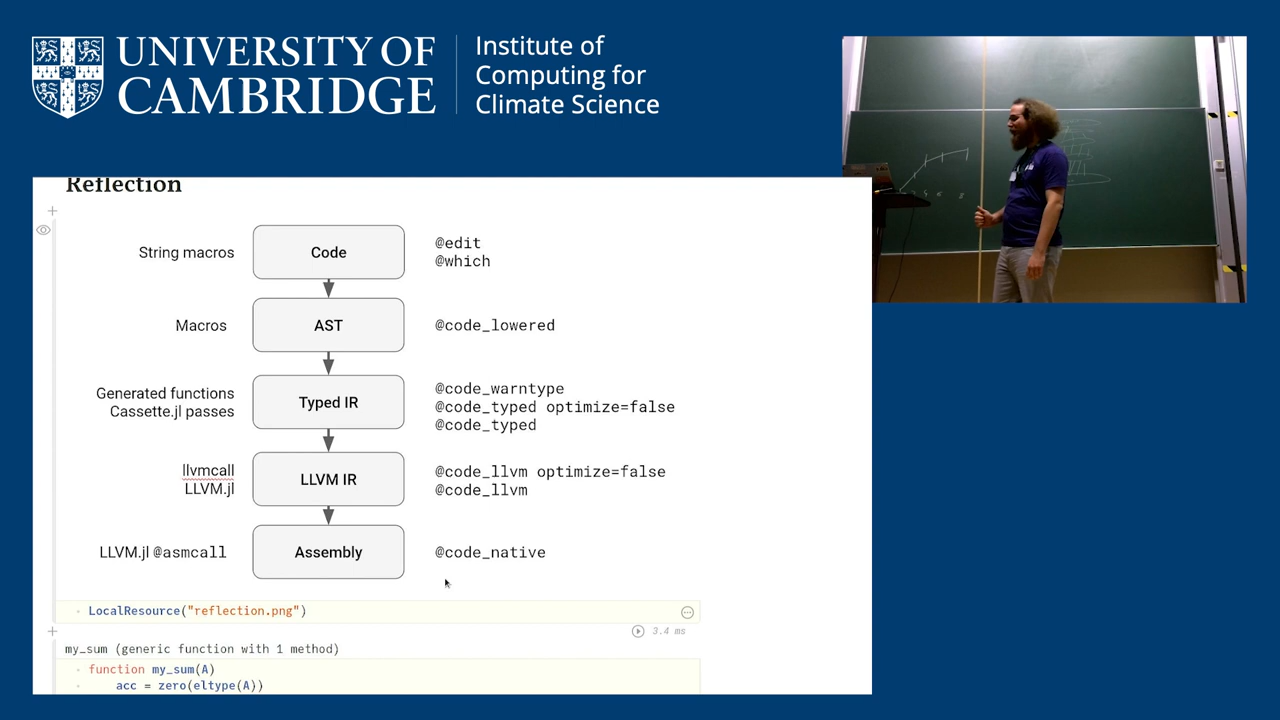 UNIVERSITY OF
CAMBRIDGE
Institute of
Computing for
Climate Science
Reflection
String macros
Code
@edit
@which
Macros
AST
@code_lowered
Generated functions
Cassette.jl passes
Typed IR
@code_warntype
@code_typed optimize=false
@code_typed
llvmcall
LLVM.jl
LLVM IR
@code_llvm optimize=false
@code_llvm
LLVM.jl @asmcall
Assembly
@code_native
LocalResource("reflection.png")
3.4 ms
my_sum (generic function with 1 method)
function my_sum(A)
acc = zero(eltype(A))